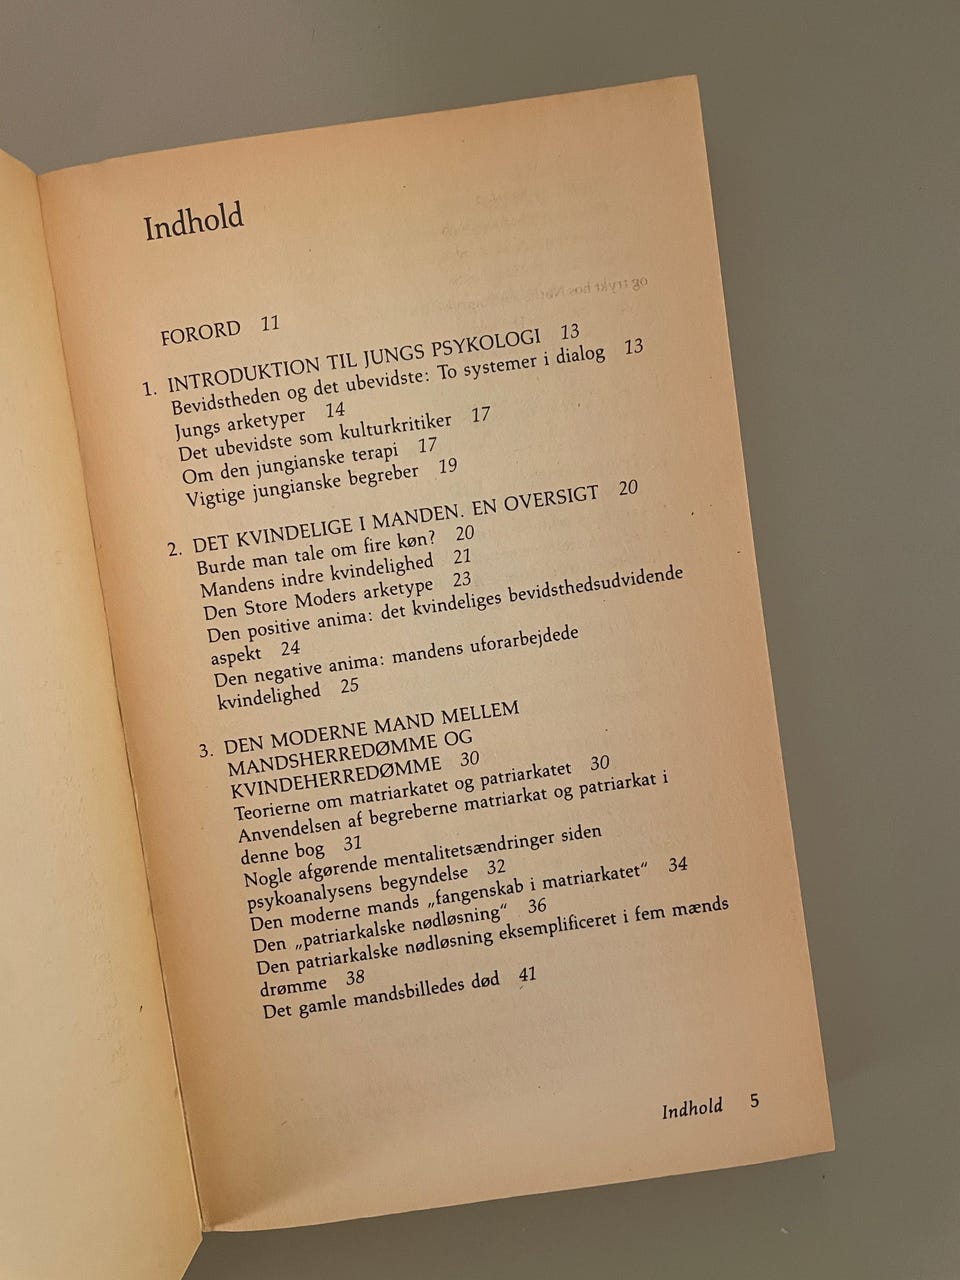 Indhold
FORORD 11
1. INTRODUKTION TIL JUNGS PSYKOLOGI 13
Bevidstheden og det ubevidste: To systemer i dialog 13
Jungs arketyper 14
Det ubevidste som kulturkritiker 17
Om den jungianske terapi 17
Vigtige jungianske begreber 19
2. DET KVINDELIGE I MANDEN. EN OVERSIGT 20
Burde man tale om fire køn? 20
Mandens indre kvindelighed 21
Den Store Moders arketype 23
Den positive anima: det kvindeliges bevidsthedsudvidende
aspekt 24
Den negative anima: mandens uforarbejdede
kvindelighed 25
3. DEN MODERNE MAND MELLEM
MANDSHERREDØMME OG
KVINDEHERREDØMME 30
Teorierne om matriarkatet og patriarkatet 30
Anvendelsen af begreberne matriarkat og patriarkat i
denne bog 31
Nogle afgørende mentalitetsændringer siden
psykoanalysens begyndelse 32
Den moderne mands „fangenskab i matriarkatet“ 34
Den „patriarkalske nødløsning“ 36
Den patriarkalske nødløsning eksemplificeret i fem mænds
drømme 38
Det gamle mandsbilledes død 41
Indhold 5